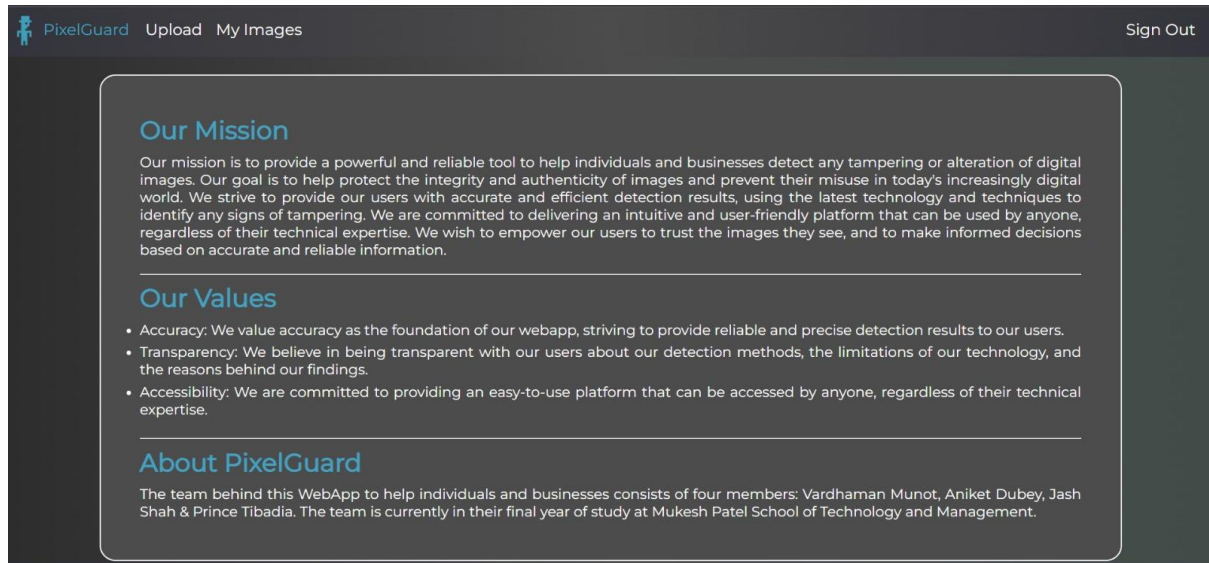 PixelGuard Upload My Images Sign Out
Our Mission
Our mission is to provide a powerful and reliable tool to help individuals and businesses detect any tampering or alteration of digital
images. Our goal is to help protect the integrity and authenticity of images and prevent their misuse in today's increasingly digital
world. We strive to provide our users with accurate and efficient detection results, using the latest technology and techniques to
identify any signs of tampering. We are committed to delivering an intuitive and user-friendly platform that can be used by anyone,
regardless of their technical expertise. We wish to empower our users to trust the images they see, and to make informed decisions
based on accurate and reliable information.
Our Values
• Accuracy: We value accuracy as the foundation of our webapp, striving to provide reliable and precise detection results to our users.
• Transparency: We believe in being transparent with our users about our detection methods, the limitations of our technology, and
the reasons behind our findings.
• Accessibility: We are committed to providing an easy-to-use platform that can be accessed by anyone, regardless of their technical
expertise.
About PixelGuard
The team behind this WebApp to help individuals and businesses consists of four members: Vardhaman Munot, Aniket Dubey, Jash
Shah & Prince Tibadia. The team is currently in their final year of study at Mukesh Patel School of Technology and Management.